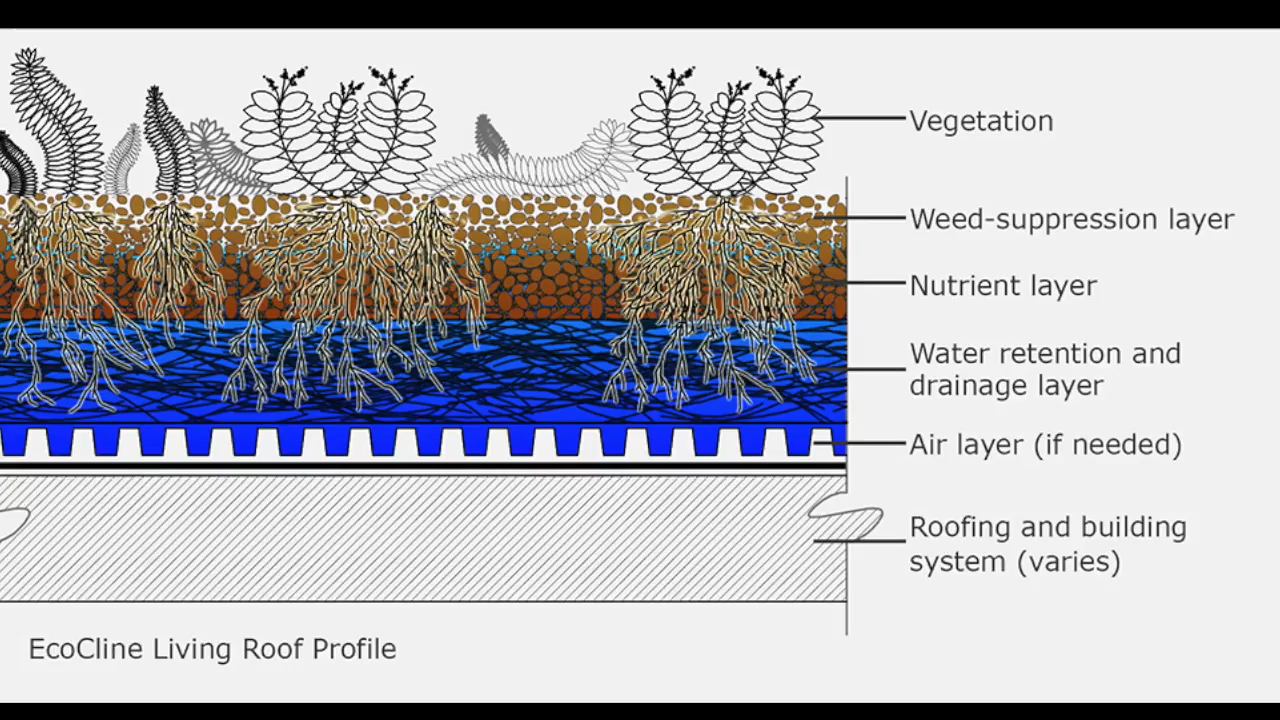 Vegetation
Weed-suppression layer
Nutrient layer
Water retention and
drainage layer
Air layer (if needed)
Roofing and building
system (varies)
EcoCline Living Roof Profile